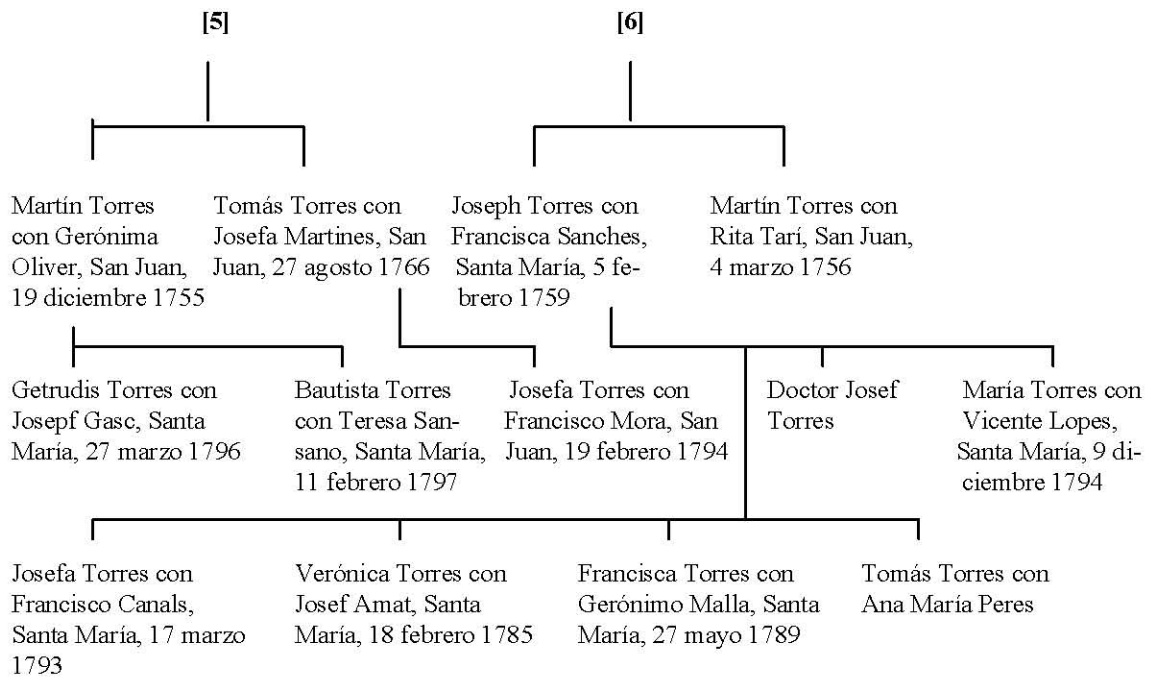 [5]
[6]
Martín Torres
con Gerónima
Oliver, San Juan,
19 diciembre 1755
Tomás Torres con
Josefa Martines, San
Juan, 27 agosto 1766
Joseph Torres con
Francisca Sanches,
Santa María, 5 fe-
brero 1759
Martín Torres con
Rita Tarí, San Juan,
4 marzo 1756
Getrudis Torres con
Josepf Gasc, Santa
María, 27 marzo 1796
Bautista Torres
con Teresa San-
sano, Santa María,
11 febrero 1797
Josefa Torres con
Francisco Mora, San
Juan, 19 febrero 1794
Doctor Josef
Torres
María Torres con
Vicente Lopes,
Santa María, 9 di-
ciembre 1794
Josefa Torres con
Francisco Canals,
Santa María, 17 marzo
1793
Verónica Torres con
Josef Amat, Santa
María, 18 febrero 1785
Francisca Torres con
Gerónimo Malla, Santa
María, 27 mayo 1789
Tomás Torres con
Ana María Peres